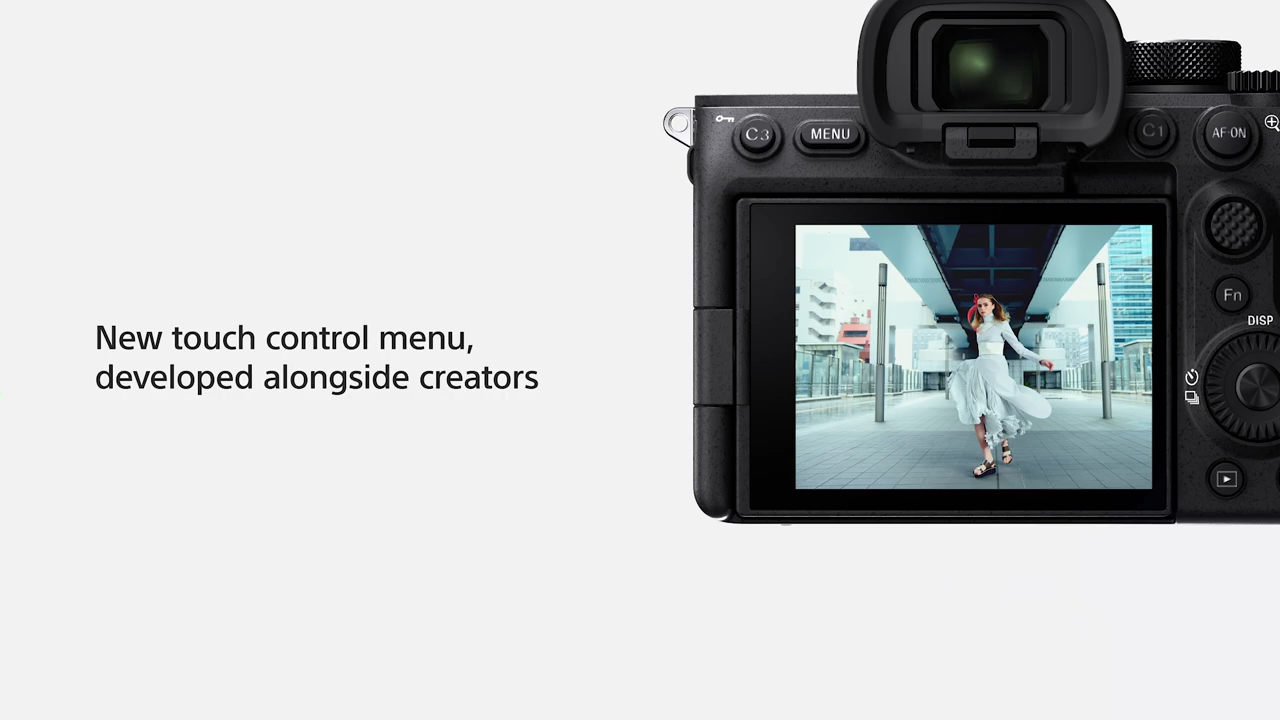 C3
MENU
C1
AF-ON
Fn
DISP
New touch control menu,
developed alongside creators